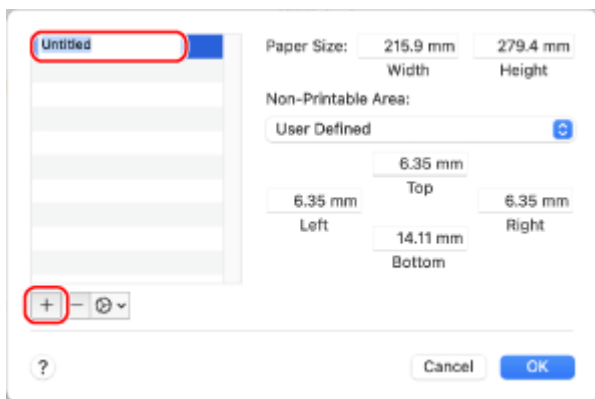 Untitled
Paper Size: 215.9 mm 279.4 mm
Width Height
Non-Printable Area:
User Defined
6.35 mm
Top
6.35 mm 6.35 mm
Left Right
14.11 mm
Bottom
+ −
? Cancel OK